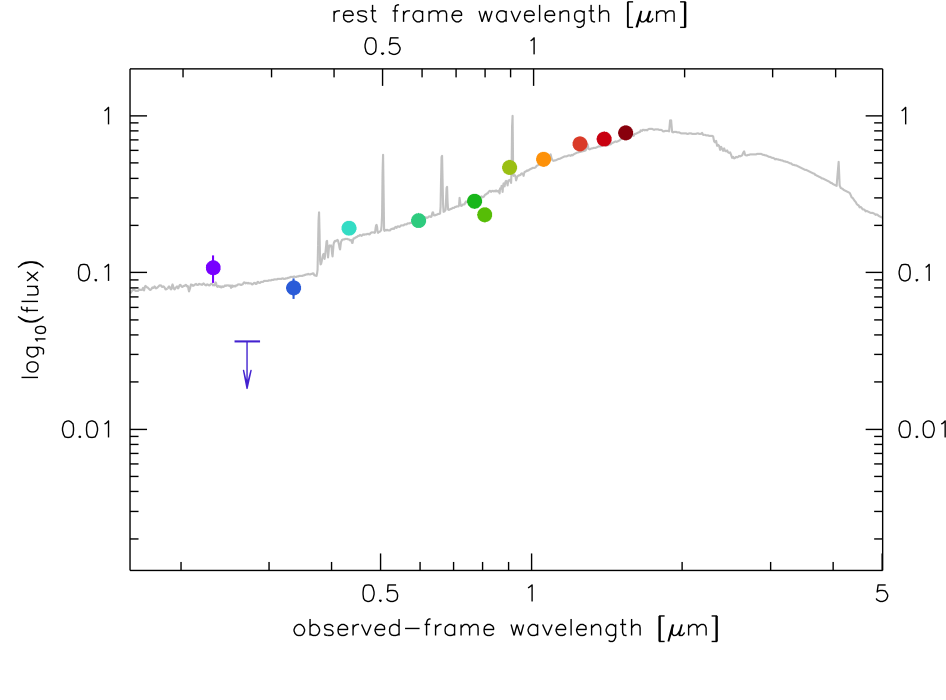 rest frame wavelength [μm]
0.5 1
1 1
0.1 0.1
0.01 0.01
log10(flux)
0.5 1 5
observed-frame wavelength [μm]